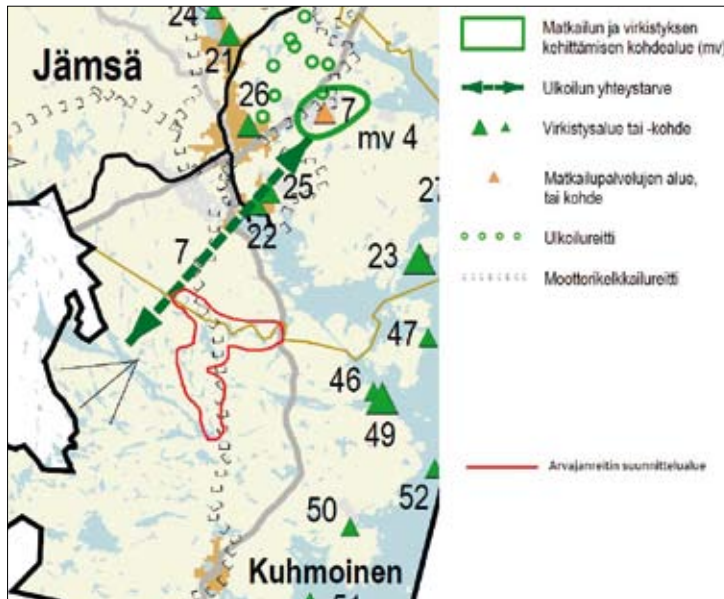 24
21
Jämsä
26
7
mv 4
25
27
22
7
23
47
46
49
52
50
Kuhmoinen
51
Matkailun ja virkistyksen
kehittämisen kohdealue (mv)
Ulkoilun yhteystarve
Virkistysalue tai -kohde
Matkailupalvelujen alue,
tai kohde
Ulkoilureitti
Moottorikelkkailureitti
Arvajanreitin suunnittelualue